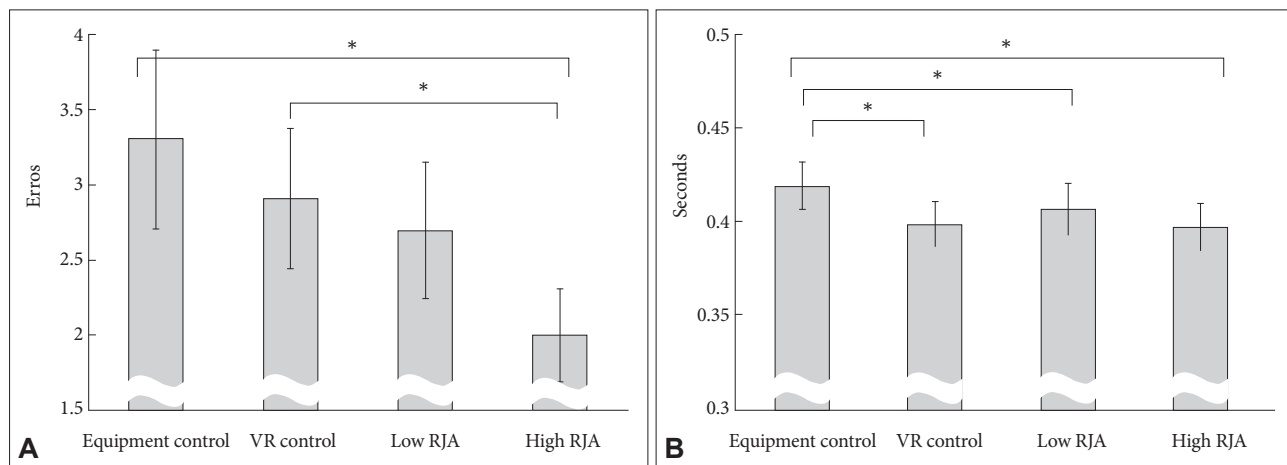 4
3.5
3
2.5
2
1.5
Erros
*
*
Equipment control VR control Low RJA High RJA
A
0.5
0.45
0.4
0.35
0.3
Seconds
*
*
*
Equipment control VR control Low RJA High RJA
B